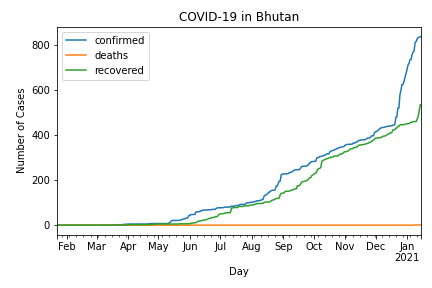 COVID-19 in Bhutan
confirmed
deaths
recovered
Number of Cases
800
600
400
200
0
Feb Mar Apr May Jun Jul Aug Sep Oct Nov Dec Jan
2021
Day